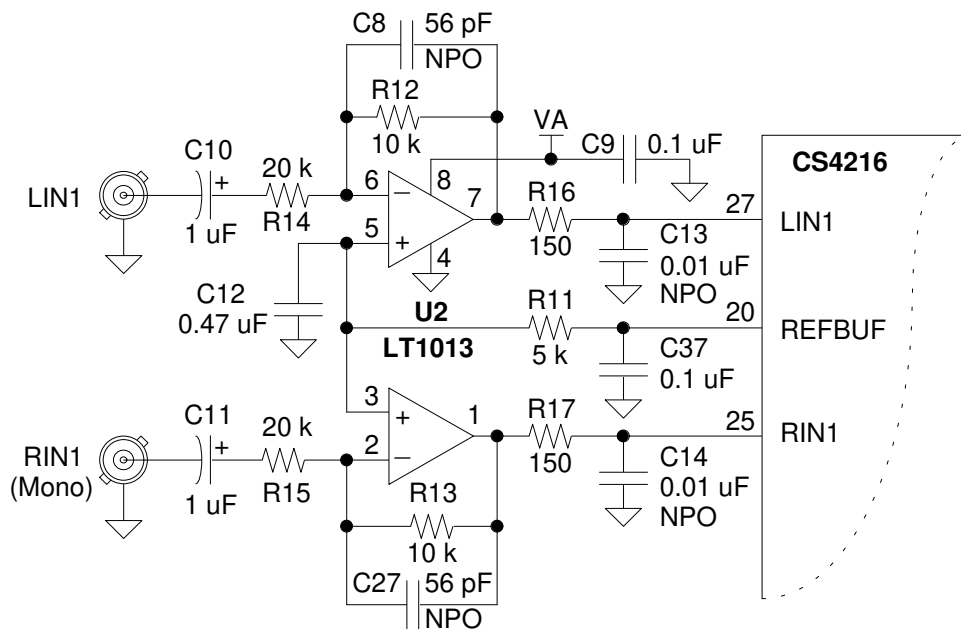 C8
56 pF
NPO
R12
10 k
VA
C9
0.1 uF
CS4216
C10
+
1 uF
20 k
R14
LIN1
6
−
8
7
5
+
4
R16
150
27
LIN1
C13
0.01 uF
NPO
C12
0.47 uF
U2
LT1013
R11
5 k
20
REFBUF
C37
0.1 uF
3
+
1
2
−
R17
150
25
RIN1
C14
0.01 uF
NPO
C11
+
1 uF
20 k
R15
RIN1
(Mono)
R13
10 k
C27
56 pF
NPO